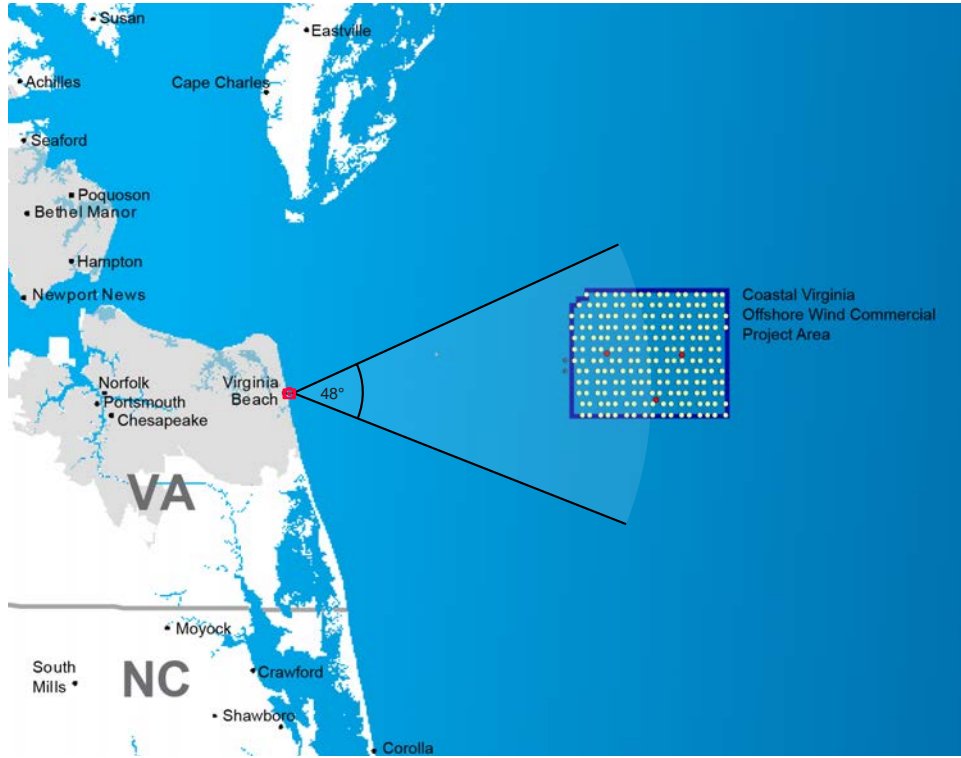 Susan
Eastville
Achilles
Cape Charles
Seaford
Poquoson
Bethel Manor
Hampton
Newport News
Coastal Virginia
Offshore Wind Commercial
Project Area
Virginia
Beach
48°
Norfolk
Portsmouth
Chesapeake
VA
Moyock
NC
South
Mills
Crawford
Shawboro
Corolla